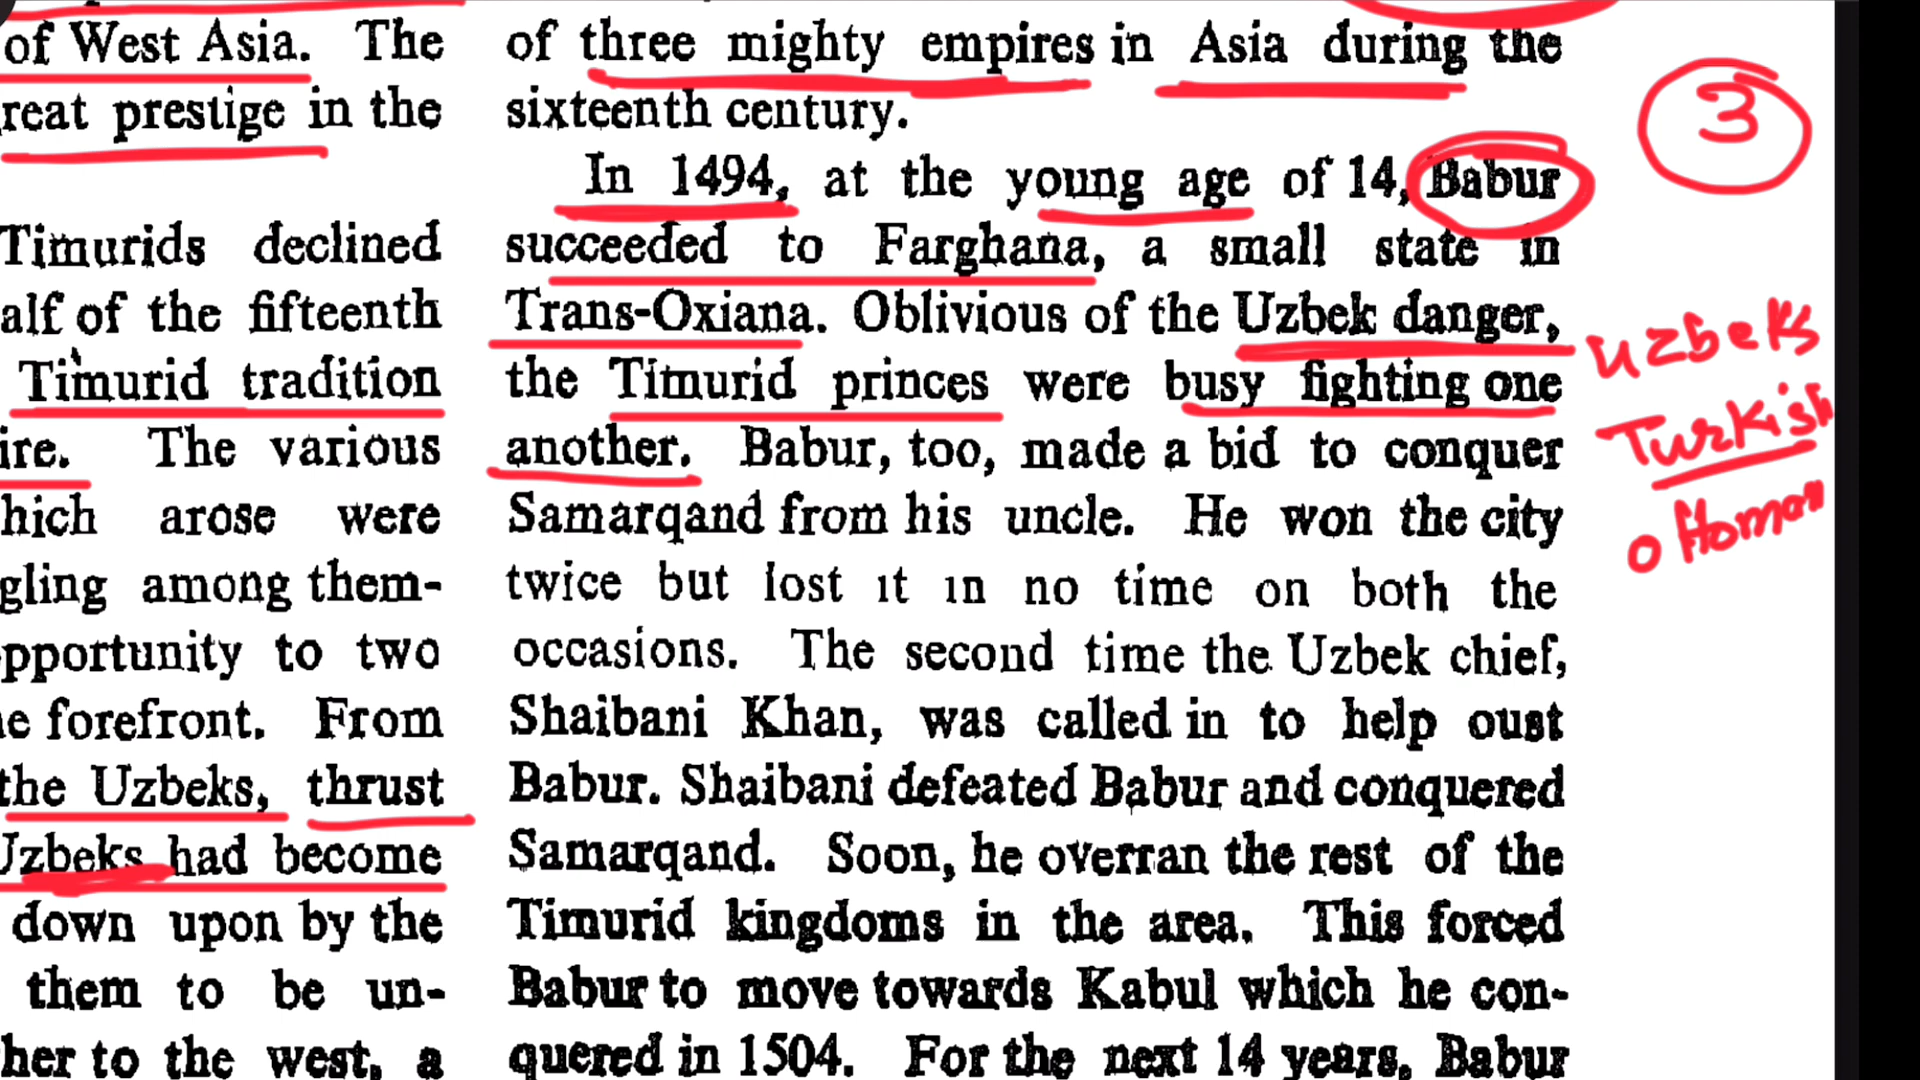 of West Asia. The
reat prestige in the
Timurids declined
alf of the fifteenth
Timurid tradition
ire. The various
hich arose were
gling among them-
pportunity to two
e forefront. From
the Uzbeks, thrust
Uzbeks had become
down upon by the
them to be un-
her to the west, a
of three mighty empires in Asia during the
sixteenth century.
In 1494, at the young age of 14, Babur
succeeded to Farghana, a small state in
Trans-Oxiana. Oblivious of the Uzbek danger,
the Timurid princes were busy fighting one
another. Babur, too, made a bid to conquer
Samarqand from his uncle. He won the city
twice but lost it in no time on both the
occasions. The second time the Uzbek chief,
Shaibani Khan, was called in to help oust
Babur. Shaibani defeated Babur and conquered
Samarqand. Soon, he overran the rest of the
Timurid kingdoms in the area. This forced
Babur to move towards Kabul which he con-
quered in 1504. For the next 14 years, Babur
3
Uzbeks
Turkish
Ottoman